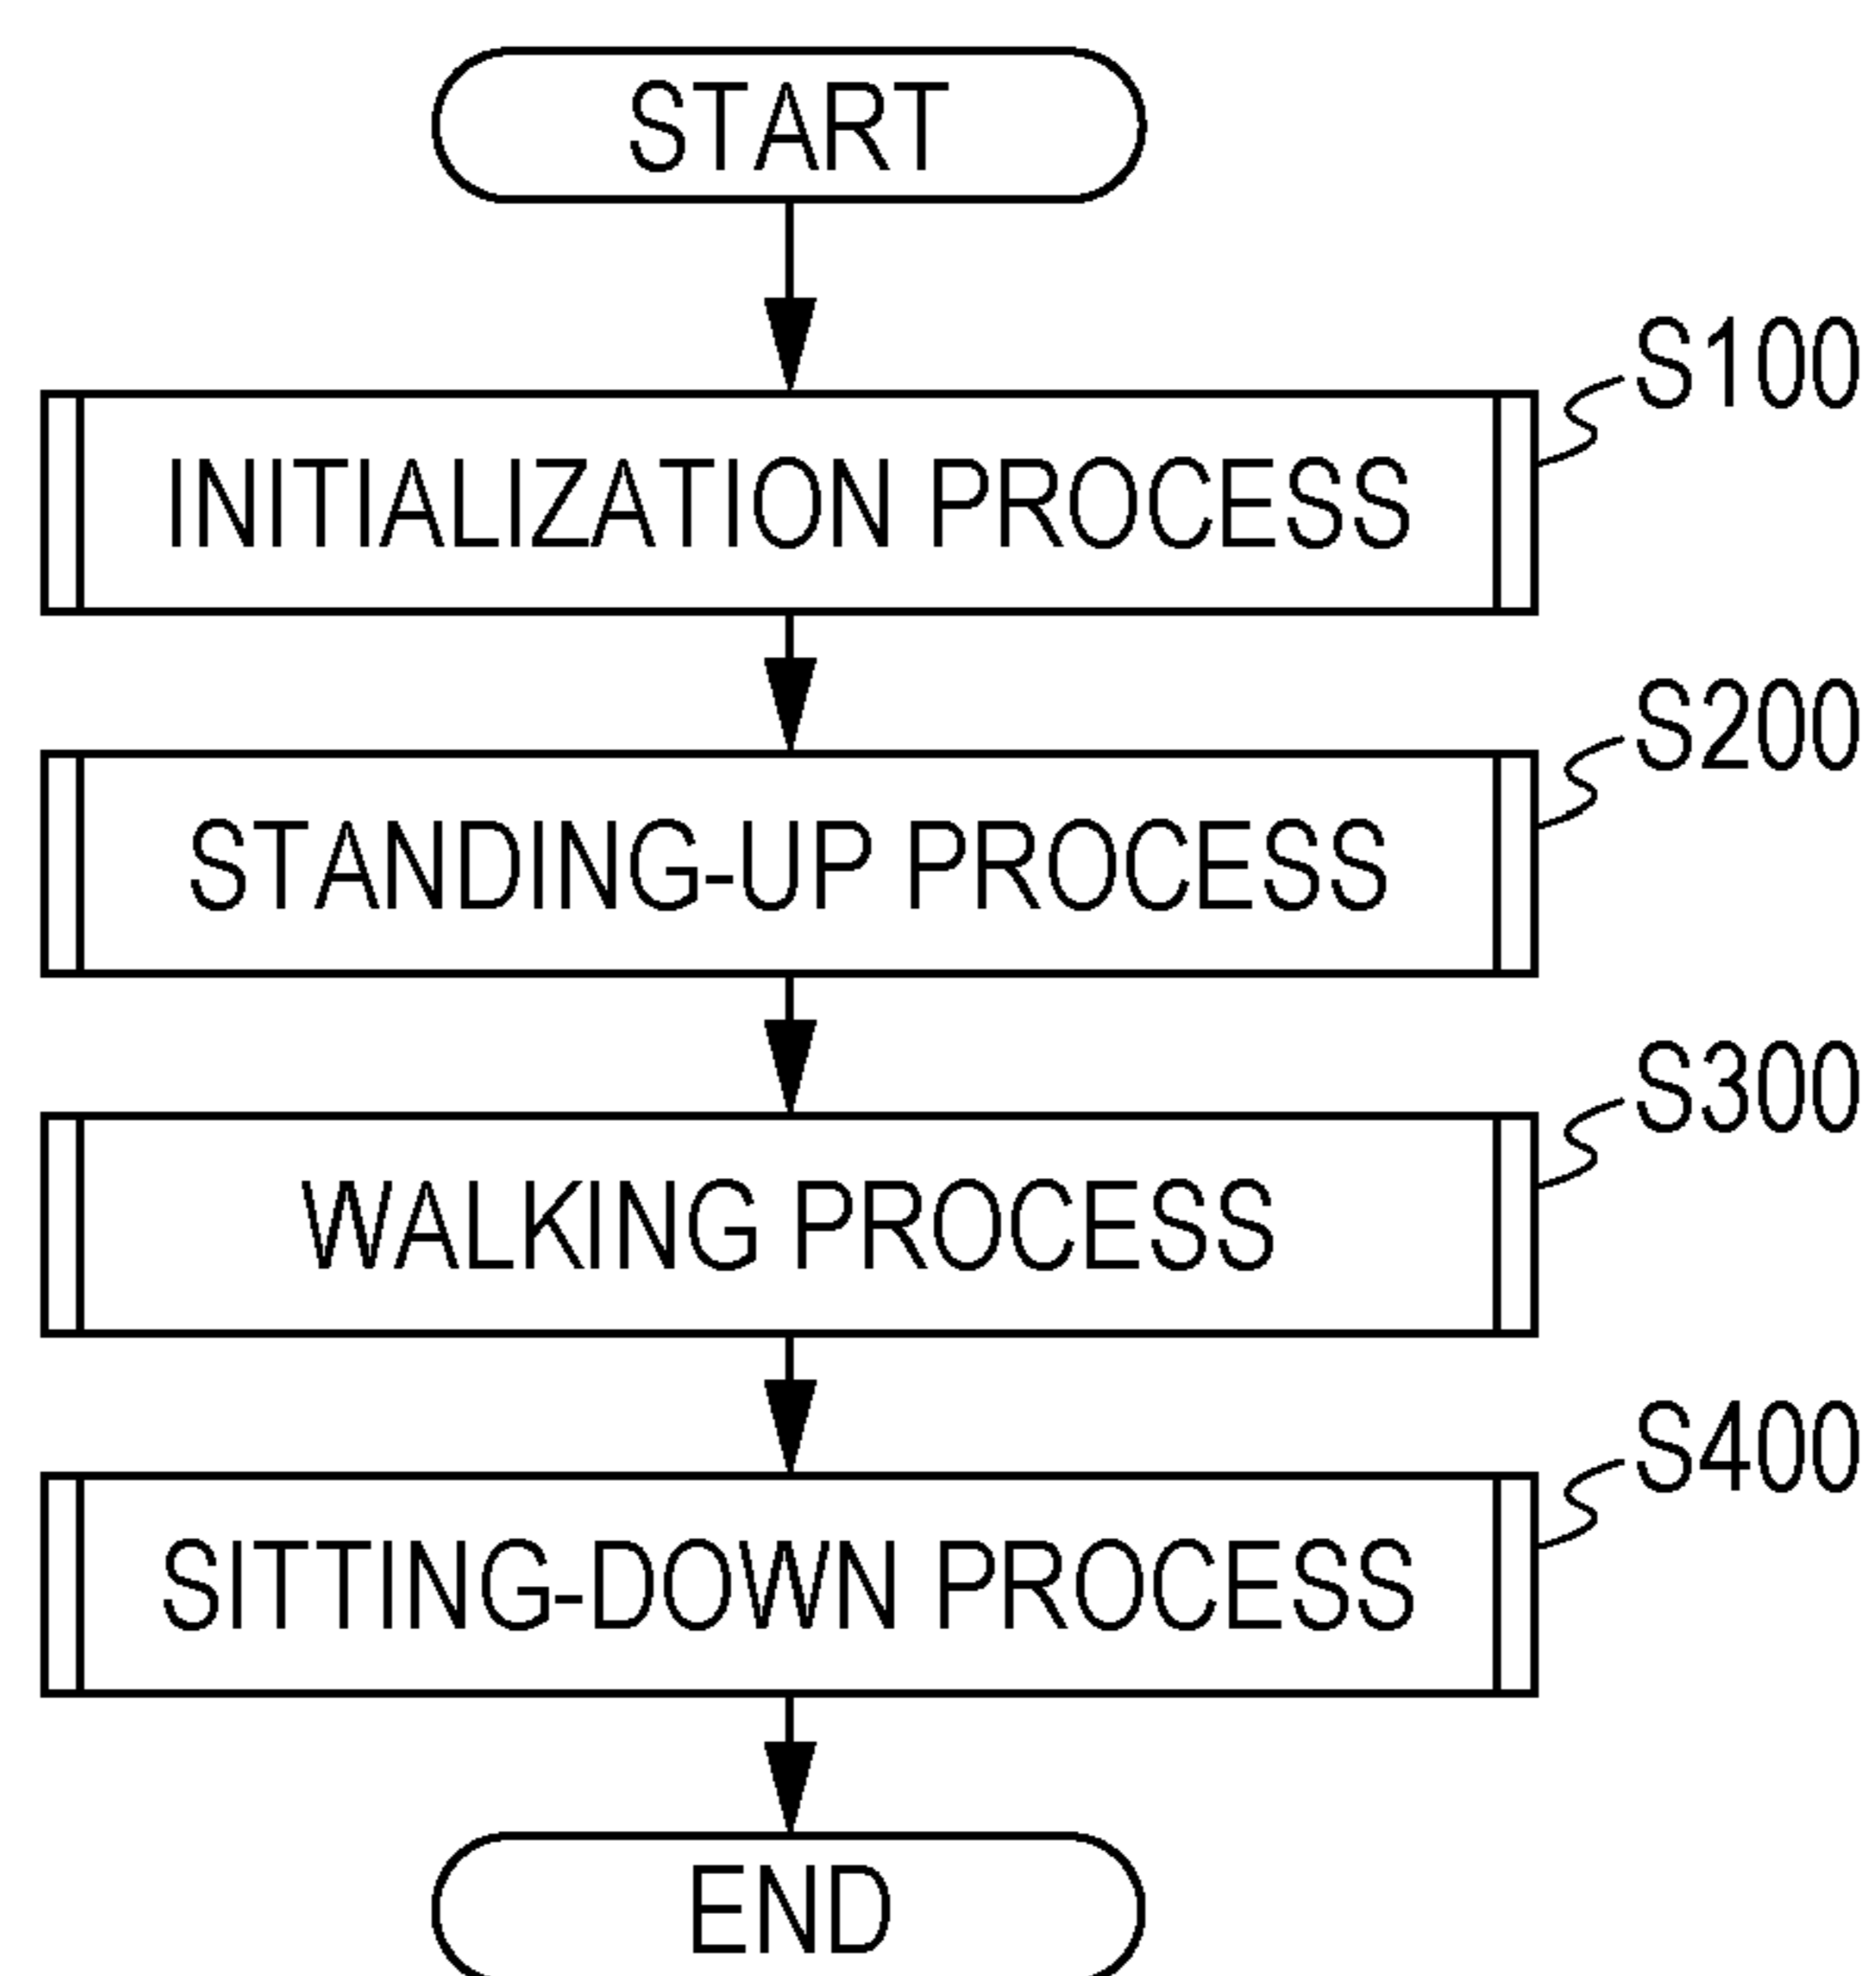 START
S100
INITIALIZATION PROCESS
S200
STANDING-UP PROCESS
S300
WALKING PROCESS
S400
SITTING-DOWN PROCESS
END